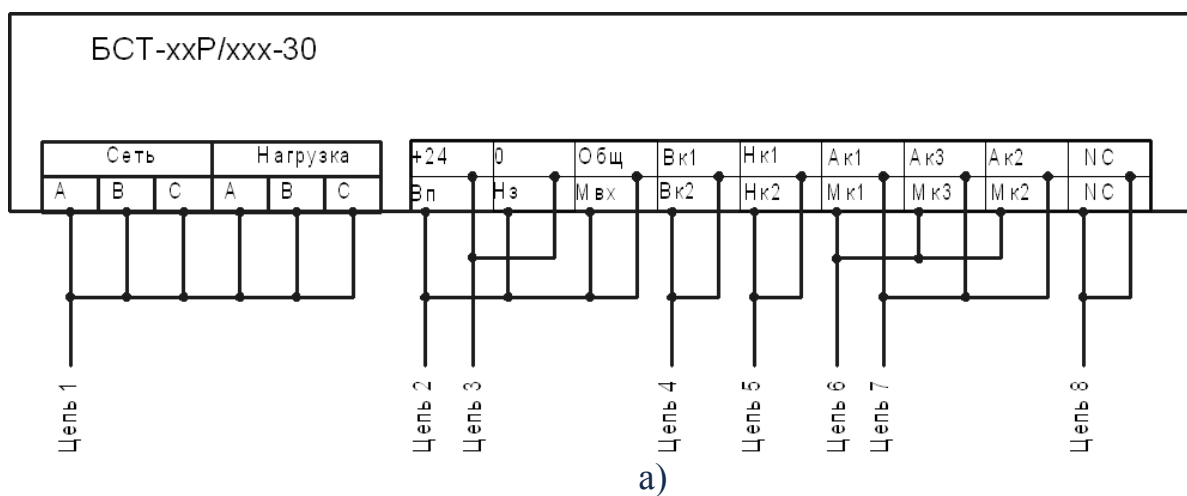 БСТ-ххР/ххх-30
Сеть Нагрузка
А В С А В С
+24 0 Общ Вк1 Нк1 Ак1 Ак3 Ак2 NC
Вп Нз Мвх Вк2 Нк2 Мк1 Мк3 Мк2 NC
Цепь 1 Цепь 2 Цепь 3 Цепь 4 Цепь 5 Цепь 6 Цепь 7 Цепь 8
а)